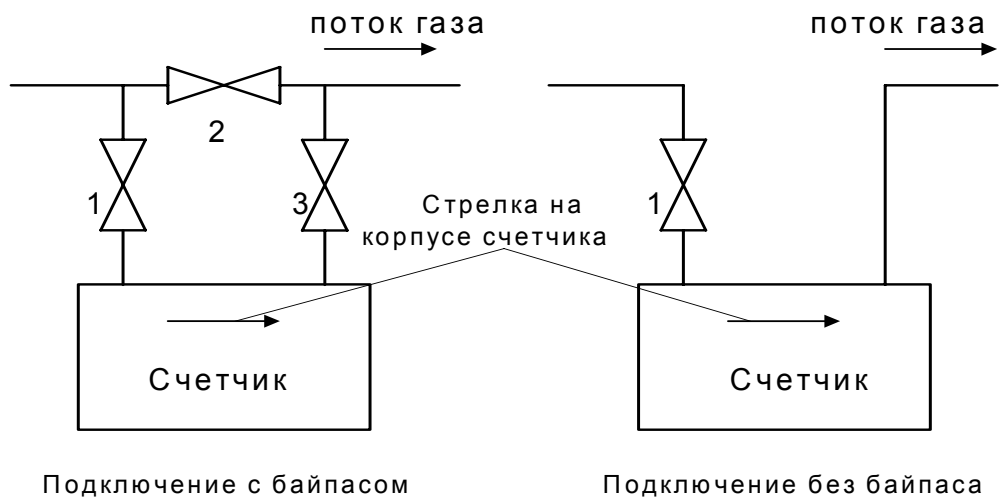 поток газа
поток газа
2
1
3
1
Стрелка на
корпусе счетчика
Счетчик
Счетчик
Подключение с байпасом
Подключение без байпаса